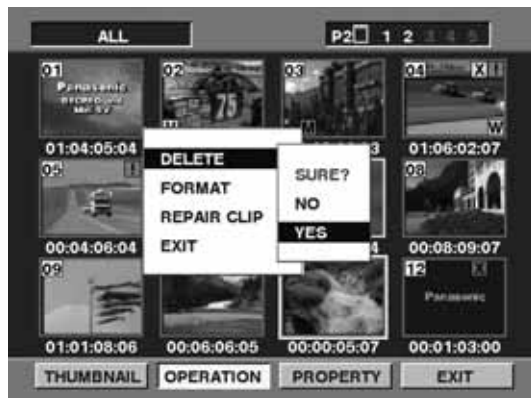 ALL
P2 1 2 3 4 5
01 02 03 04 X !
Panasonic
75
M M W
01:04:05:04 3 01:06:02:07
05 ! 08
DELETE
FORMAT
REPAIR CLIP
EXIT
SURE?
NO
YES
00:04:06:04 4 00:08:09:07
09 12 X
Panasonic
01:01:08:06 00:06:06:05 00:00:05:07 00:01:03:00
THUMBNAIL OPERATION PROPERTY EXIT